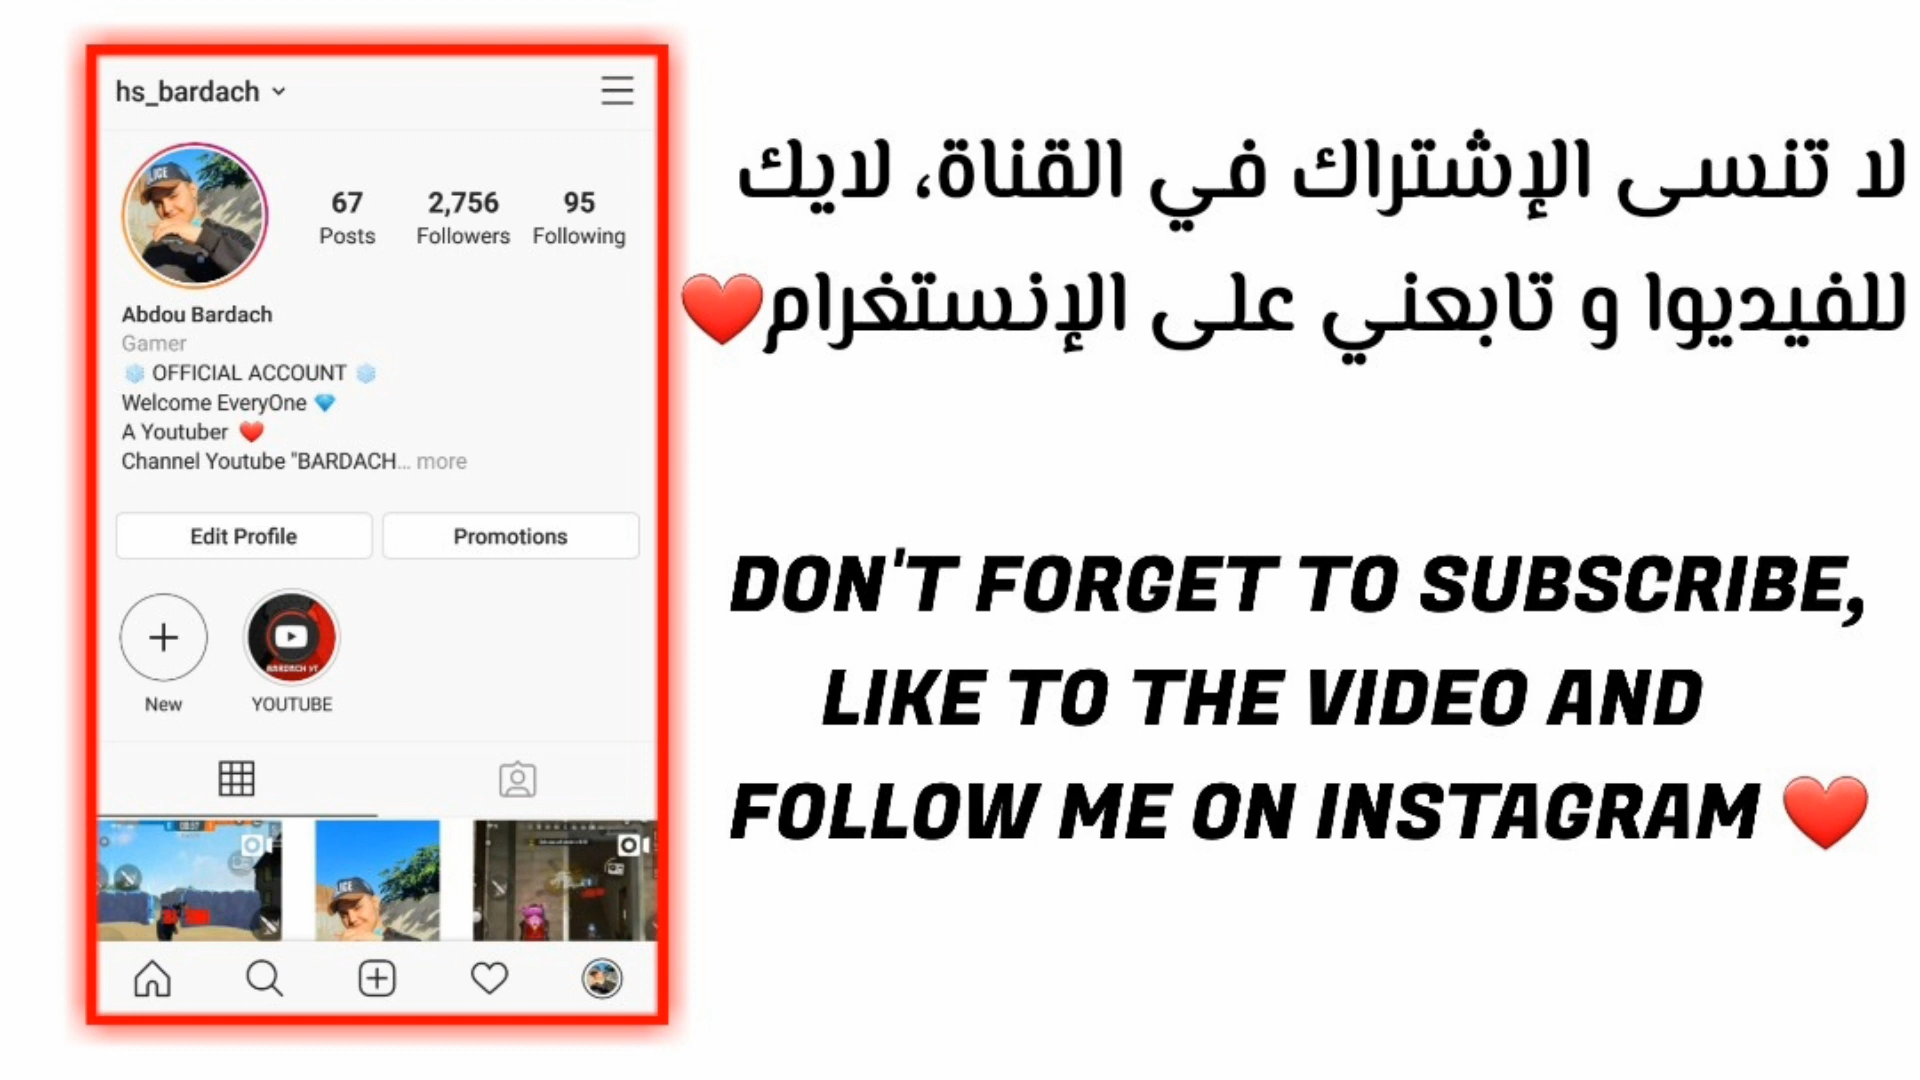 hs_bardach
67
Posts
2,756
Followers
95
Following
Abdou Bardach
Gamer
❄️ OFFICIAL ACCOUNT ❄️
Welcome EveryOne 💎
A Youtuber ❤️
Channel Youtube "BARDACH... more
Edit Profile
Promotions
BARDACH YT
New
YOUTUBE
لا تنسى الإشتراك في القناة، لايك
للفيديوا و تابعني على الإنستغرام❤️
DON'T FORGET TO SUBSCRIBE,
LIKE TO THE VIDEO AND
FOLLOW ME ON INSTAGRAM ❤️